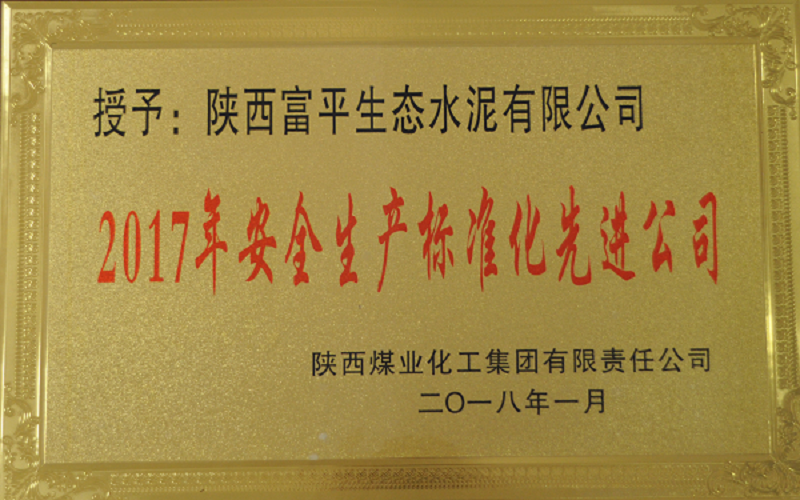 授予：陕西富平生态水泥有限公司
2017年安全生产标准化先进公司
陕西煤业化工集团有限责任公司
二〇一八年一月